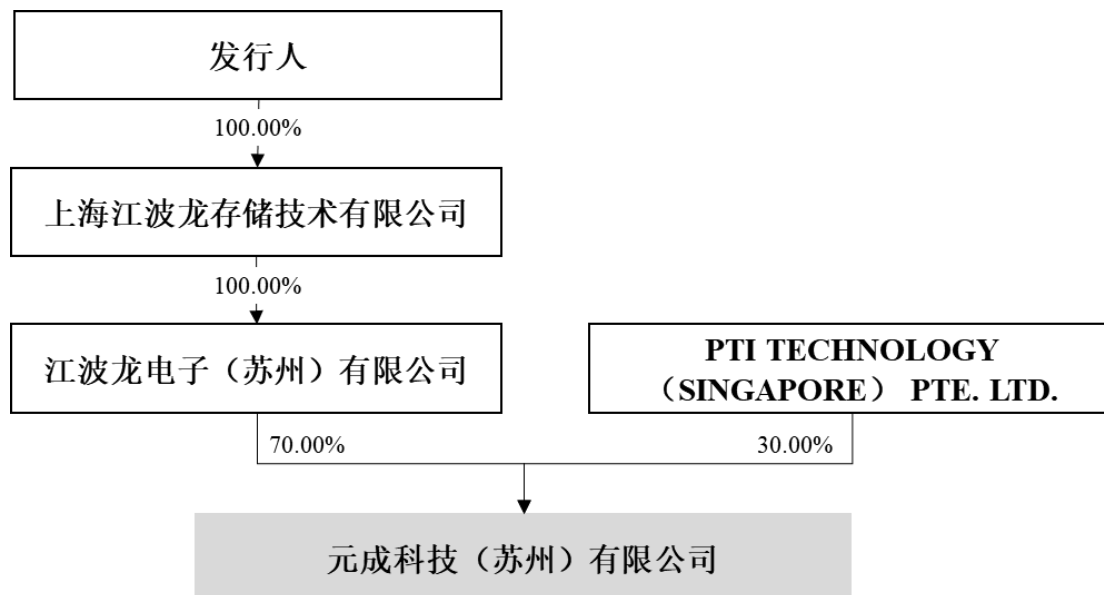 发行人
100.00%
上海江波龙存储技术有限公司
100.00%
江波龙电子（苏州）有限公司
PTI TECHNOLOGY
（SINGAPORE） PTE. LTD.
70.00%
30.00%
元成科技（苏州）有限公司